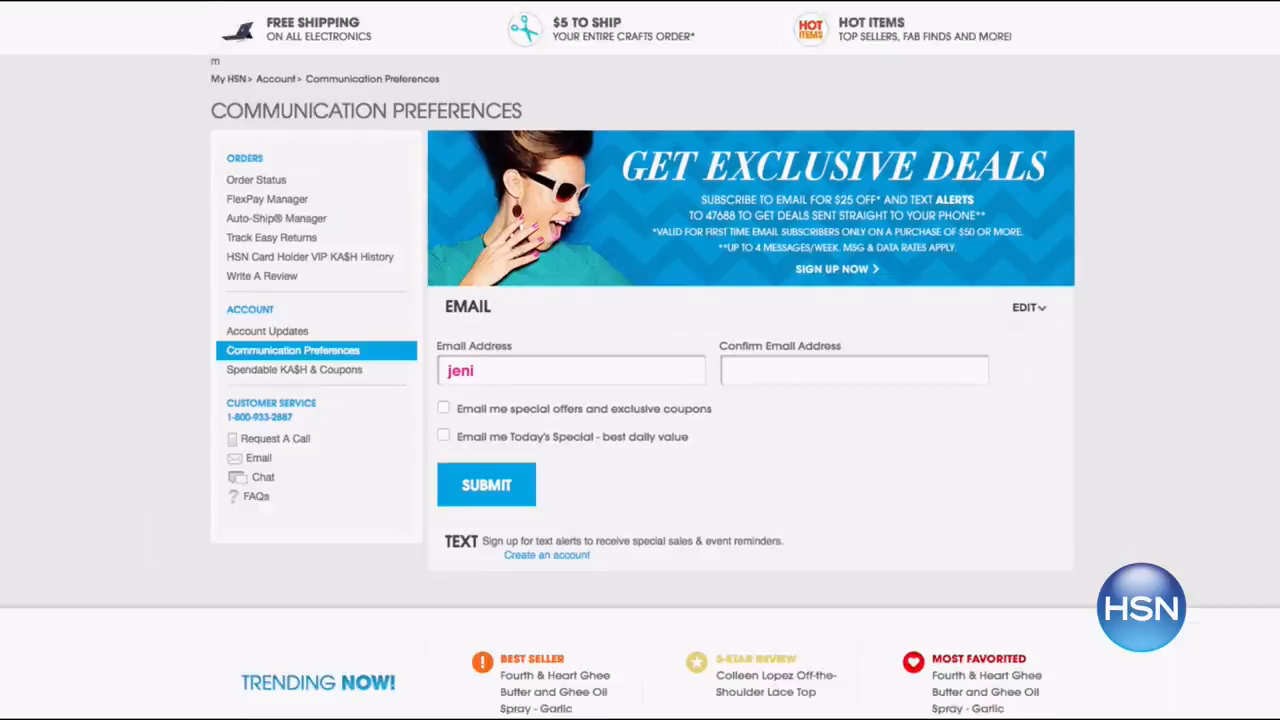 FREE SHIPPING
ON ALL ELECTRONICS
$5 TO SHIP
YOUR ENTIRE CRAFTS ORDER*
HOT ITEMS
HOT ITEMS
TOP SELLERS, FAB FINDS AND MORE!
m
My HSN> Account> Communication Preferences
COMMUNICATION PREFERENCES
ORDERS
Order Status
FlexPay Manager
Auto-Ship® Manager
Track Easy Returns
HSN Card Holder VIP KA$H History
Write A Review
ACCOUNT
Account Updates
Communication Preferences
Spendable KA$H & Coupons
CUSTOMER SERVICE
1-800-933-2887
Request A Call
Email
Chat
FAQs
GET EXCLUSIVE DEALS
SUBSCRIBE TO EMAIL FOR $25 OFF* AND TEXT ALERTS
TO 47688 TO GET DEALS SENT STRAIGHT TO YOUR PHONE**
*VALID FOR FIRST TIME EMAIL SUBSCRIBERS ONLY ON A PURCHASE OF $50 OR MORE.
**UP TO 4 MESSAGES/WEEK. MSG & DATA RATES APPLY.
SIGN UP NOW >
EMAIL
EDIT
Email Address
Confirm Email Address
jeni
Email me special offers and exclusive coupons
Email me Today's Special - best daily value
SUBMIT
TEXT Sign up for text alerts to receive special sales & event reminders.
Create an account
HSN
TRENDING NOW!
BEST SELLER
Fourth & Heart Ghee
Butter and Ghee Oil
Spray - Garlic
5-STAR REVIEW
Colleen Lopez Off-the-
Shoulder Lace Top
MOST FAVORITED
Fourth & Heart Ghee
Butter and Ghee Oil
Spray - Garlic